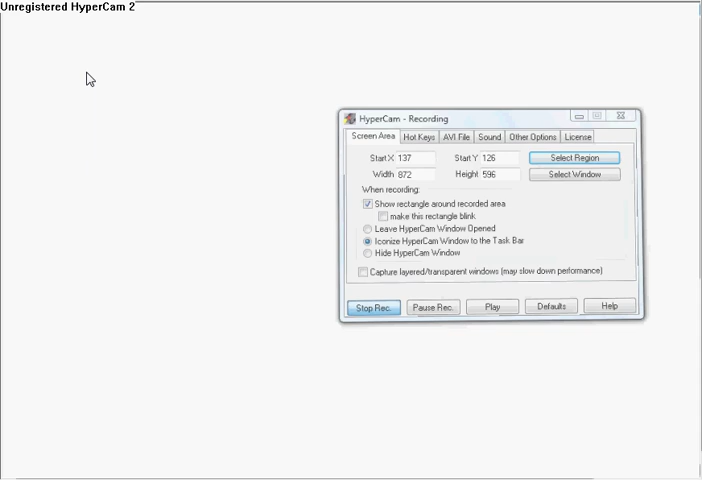 Unregistered HyperCam 2
HyperCam - Recording
Screen Area Hot Keys AVI File Sound Other Options License
Start X 137 Start Y 126 Select Region
Width 872 Height 596 Select Window
When recording:
Show rectangle around recorded area
make this rectangle blink
Leave HyperCam Window Opened
Iconize HyperCam Window to the Task Bar
Hide HyperCam Window
Capture layered/transparent windows (may slow down performance)
Stop Rec. Pause Rec. Play Defaults Help